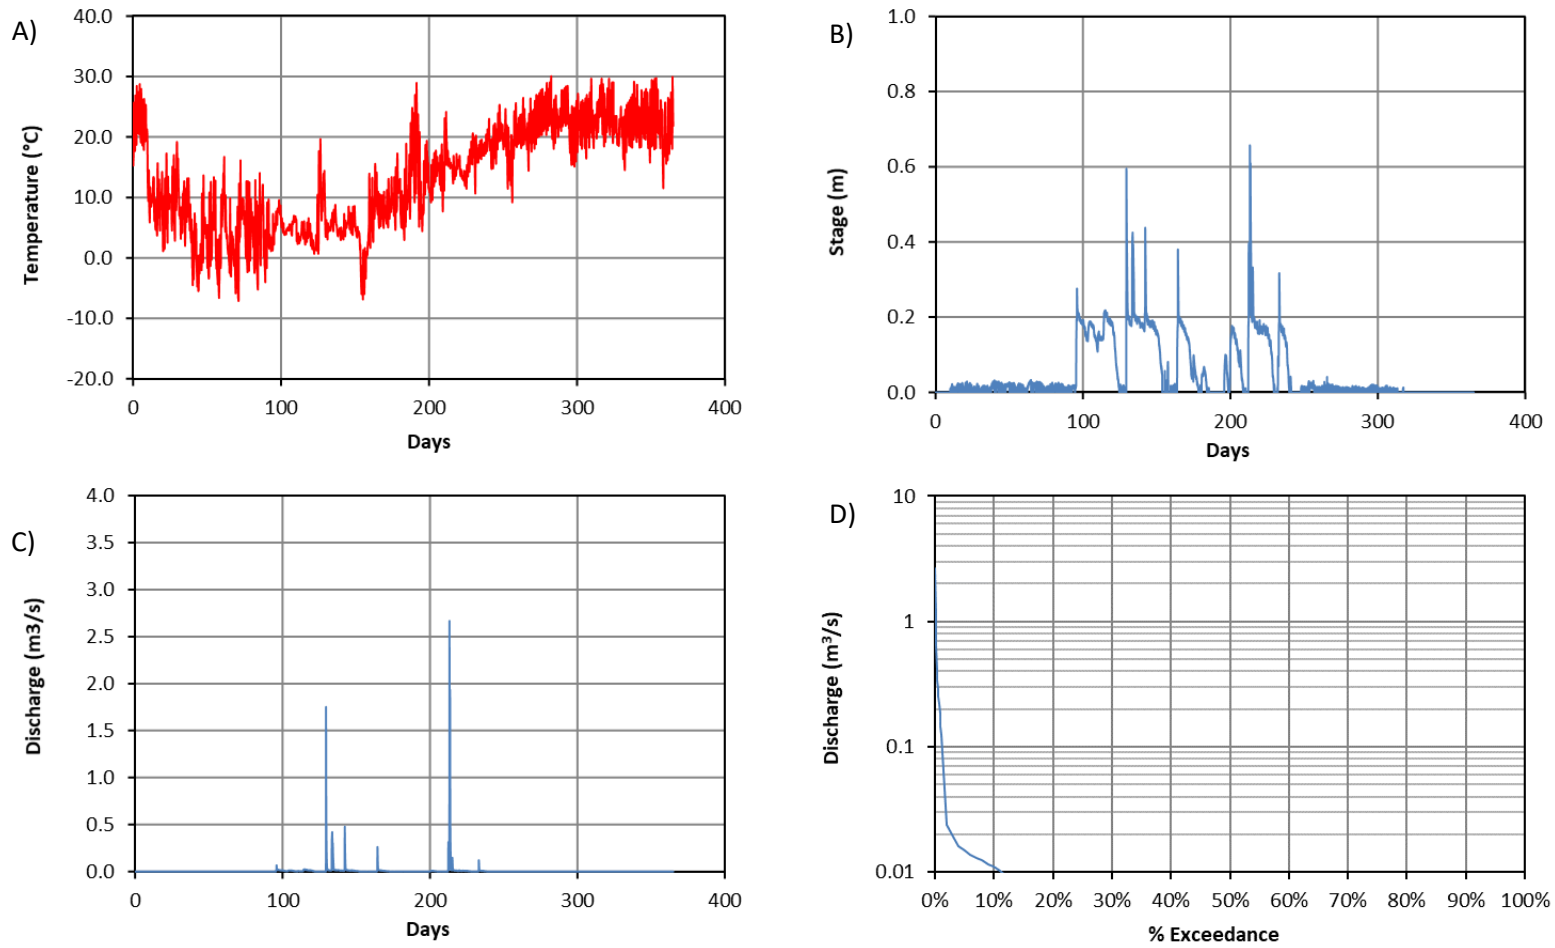 A)
40.0
30.0
20.0
10.0
0.0
-10.0
-20.0
Temperature (°C)
0 100 200 300 400
Days
B)
1.0
0.8
0.6
0.4
0.2
0.0
Stage (m)
0 100 200 300 400
Days
C)
4.0
3.5
3.0
2.5
2.0
1.5
1.0
0.5
0.0
Discharge (m3/s)
0 100 200 300 400
Days
D)
10
1
0.1
0.01
Discharge (m³/s)
0% 10% 20% 30% 40% 50% 60% 70% 80% 90% 100%
% Exceedance